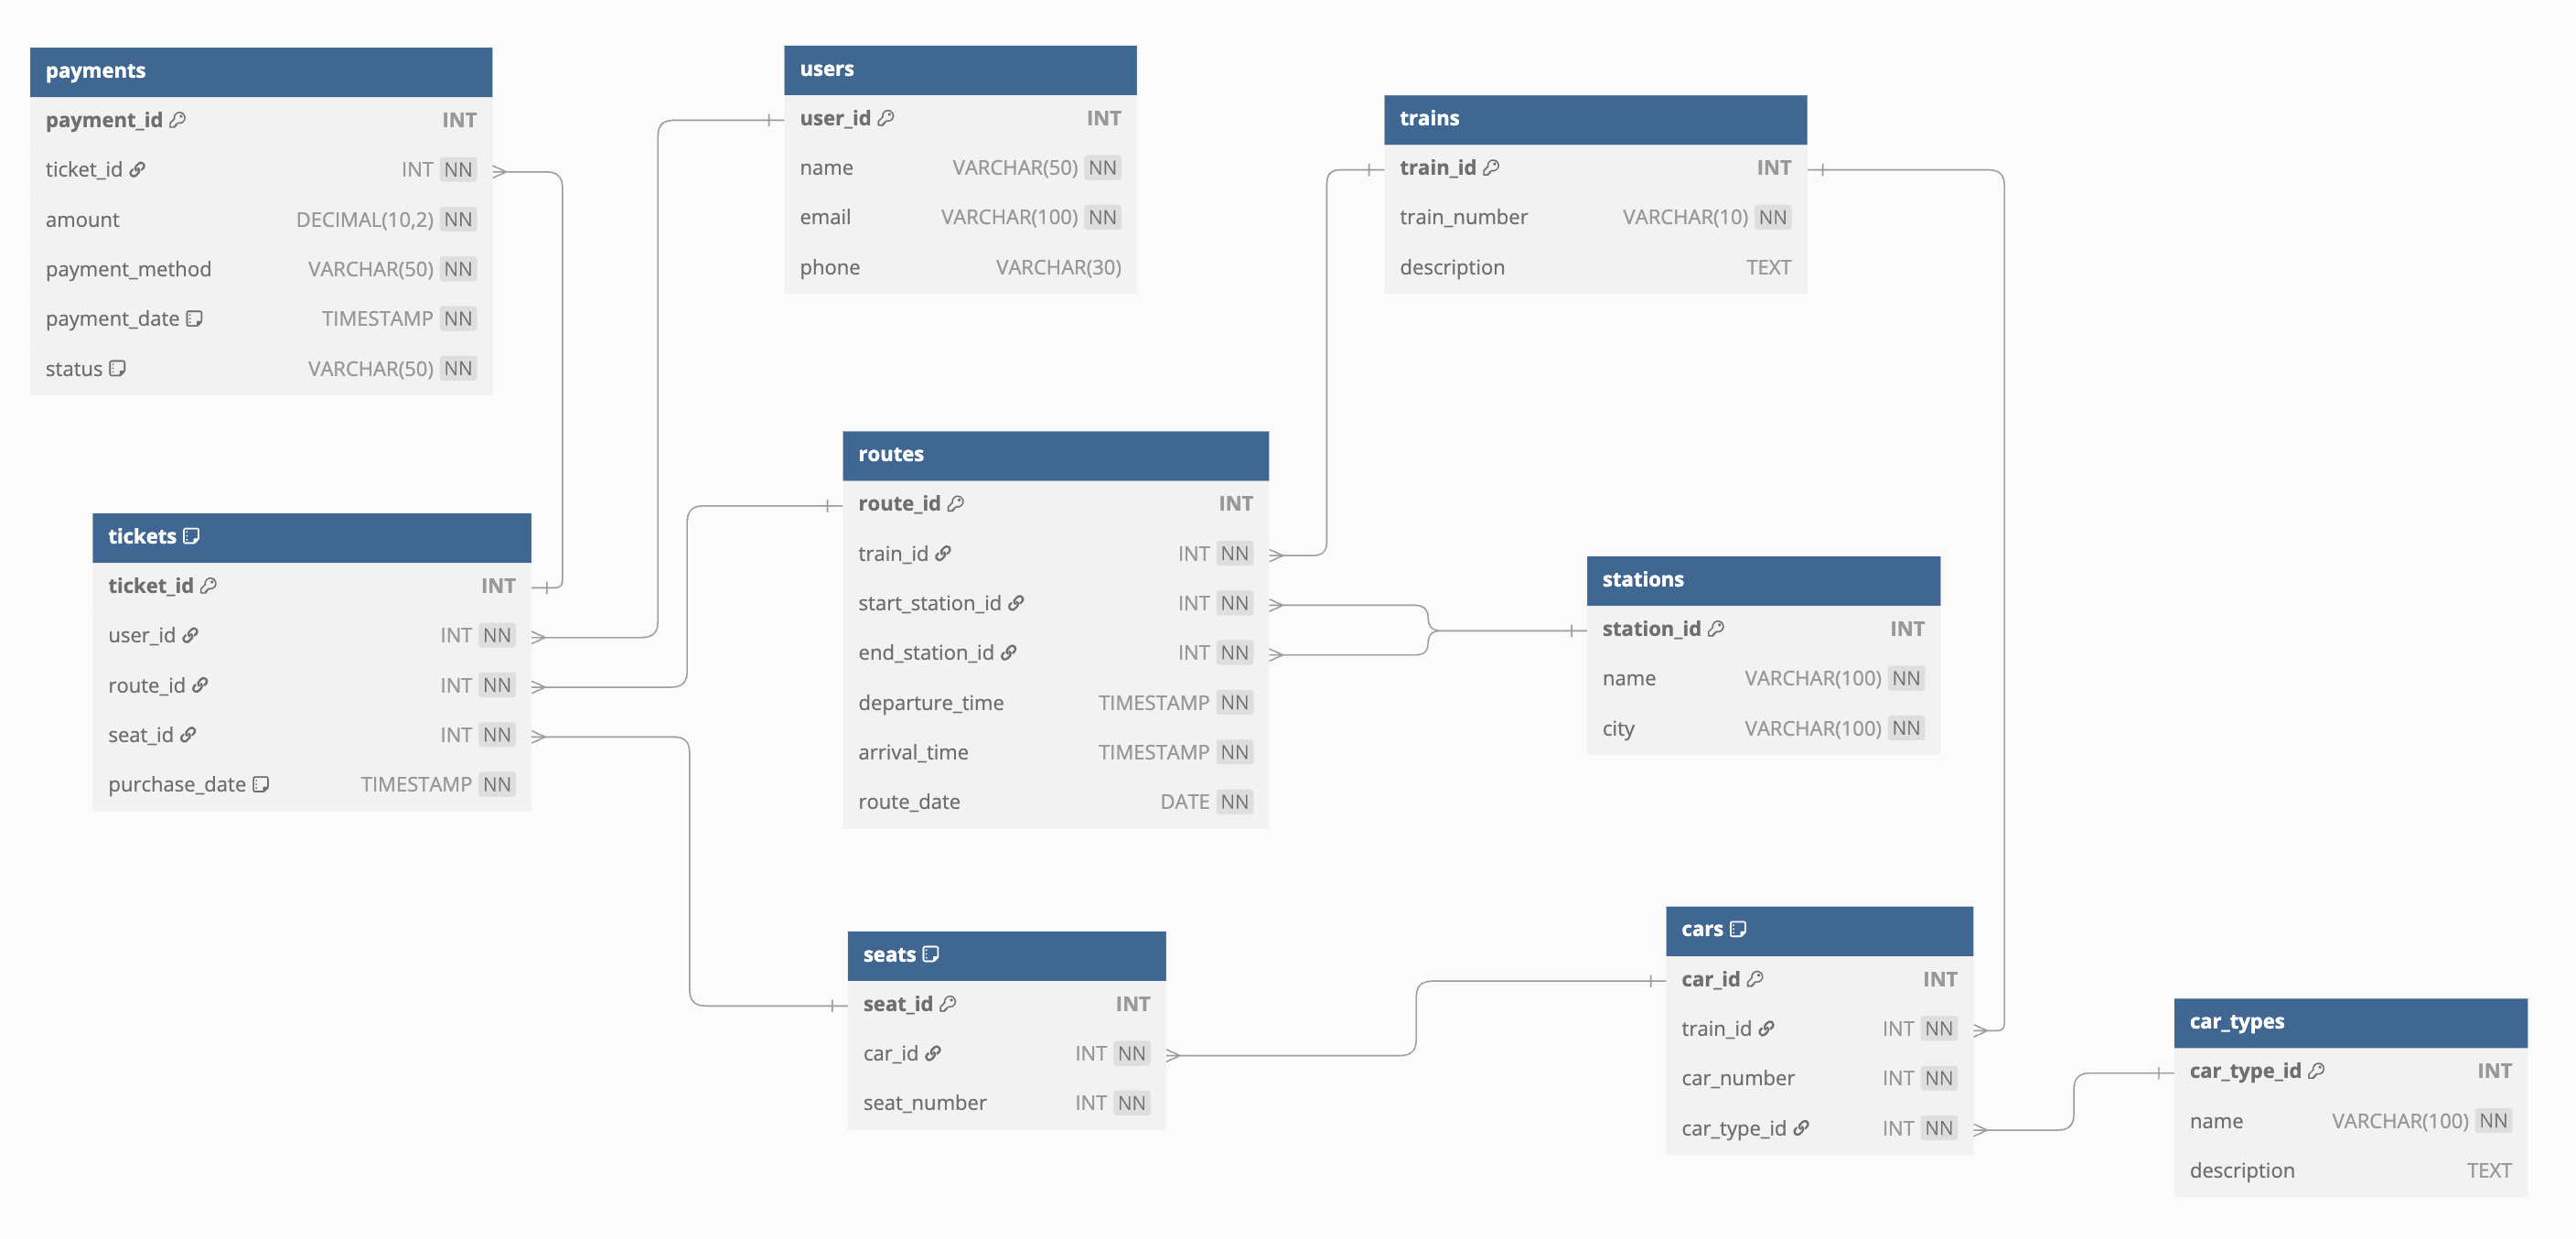 payments
payment_id INT
ticket_id INT NN
amount DECIMAL(10,2) NN
payment_method VARCHAR(50) NN
payment_date TIMESTAMP NN
status VARCHAR(50) NN
users
user_id INT
name VARCHAR(50) NN
email VARCHAR(100) NN
phone VARCHAR(30)
trains
train_id INT
train_number VARCHAR(10) NN
description TEXT
tickets
ticket_id INT
user_id INT NN
route_id INT NN
seat_id INT NN
purchase_date TIMESTAMP NN
routes
route_id INT
train_id INT NN
start_station_id INT NN
end_station_id INT NN
departure_time TIMESTAMP NN
arrival_time TIMESTAMP NN
route_date DATE NN
stations
station_id INT
name VARCHAR(100) NN
city VARCHAR(100) NN
seats
seat_id INT
car_id INT NN
seat_number INT NN
cars
car_id INT
train_id INT NN
car_number INT NN
car_type_id INT NN
car_types
car_type_id INT
name VARCHAR(100) NN
description TEXT